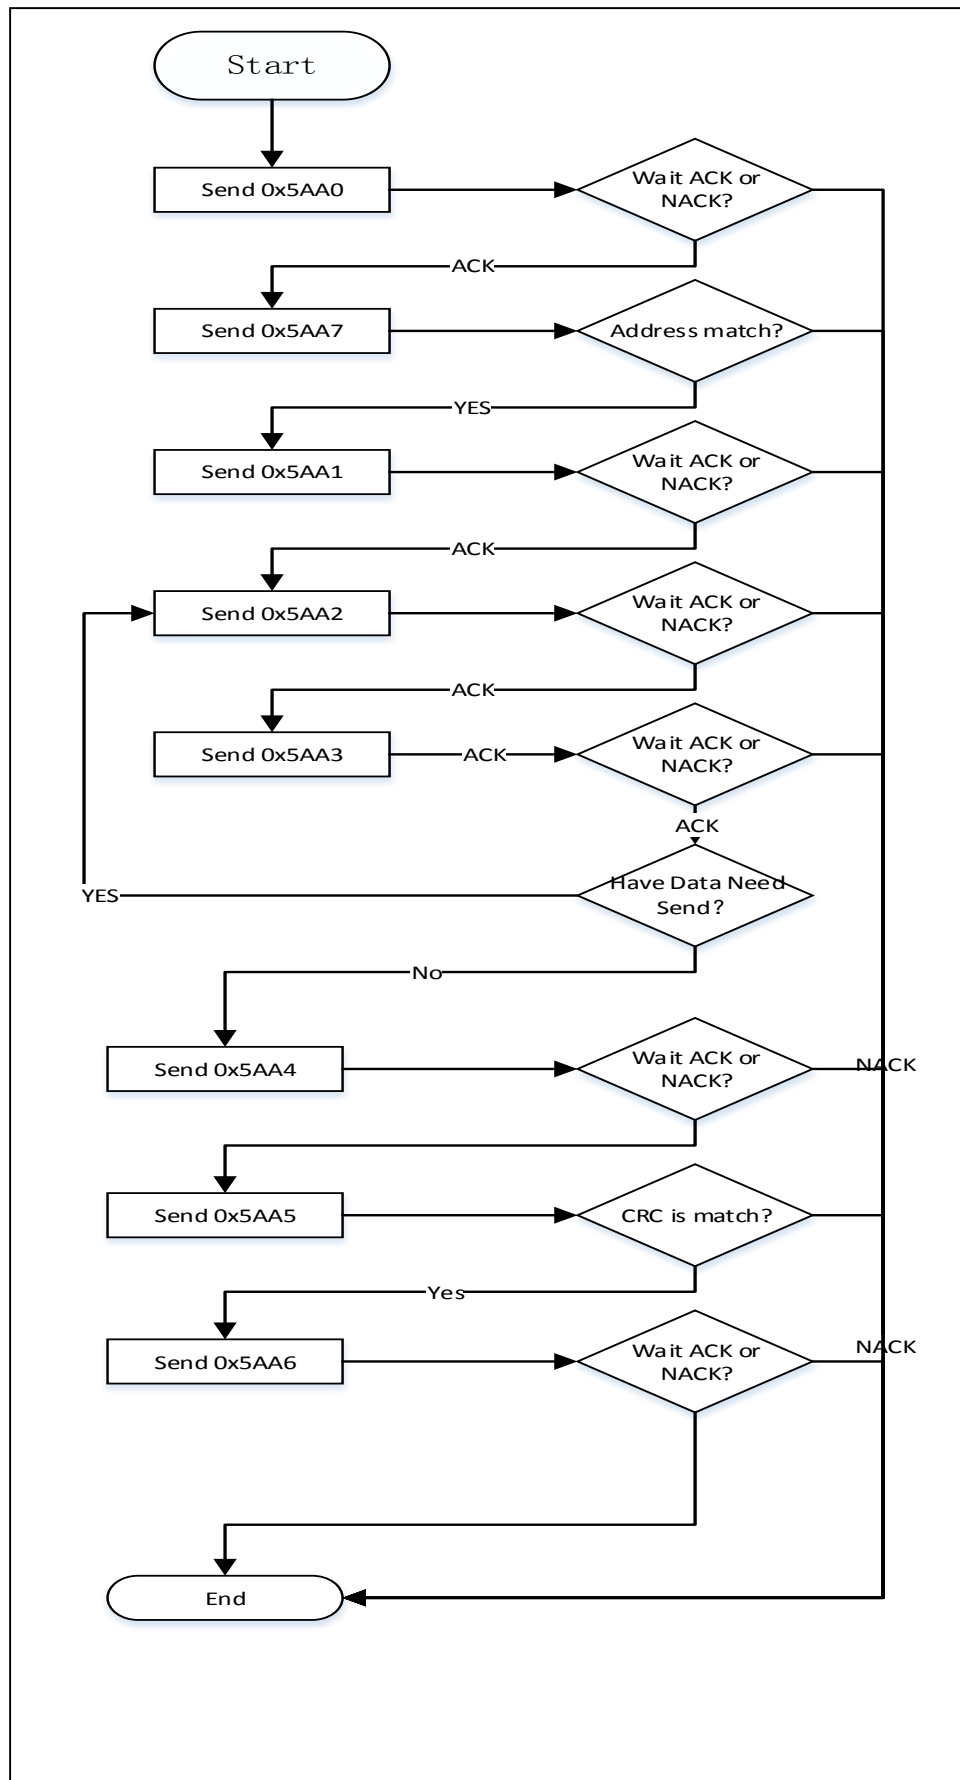 Start
Send 0x5AA0
Wait ACK or
NACK?
ACK
Send 0x5AA7
Address match?
YES
Send 0x5AA1
Wait ACK or
NACK?
ACK
Send 0x5AA2
Wait ACK or
NACK?
ACK
Send 0x5AA3
ACK
Wait ACK or
NACK?
ACK
Have Data Need
Send?
YES
No
Send 0x5AA4
Wait ACK or
NACK?
NACK
Send 0x5AA5
CRC is match?
Yes
Send 0x5AA6
Wait ACK or
NACK?
NACK
End